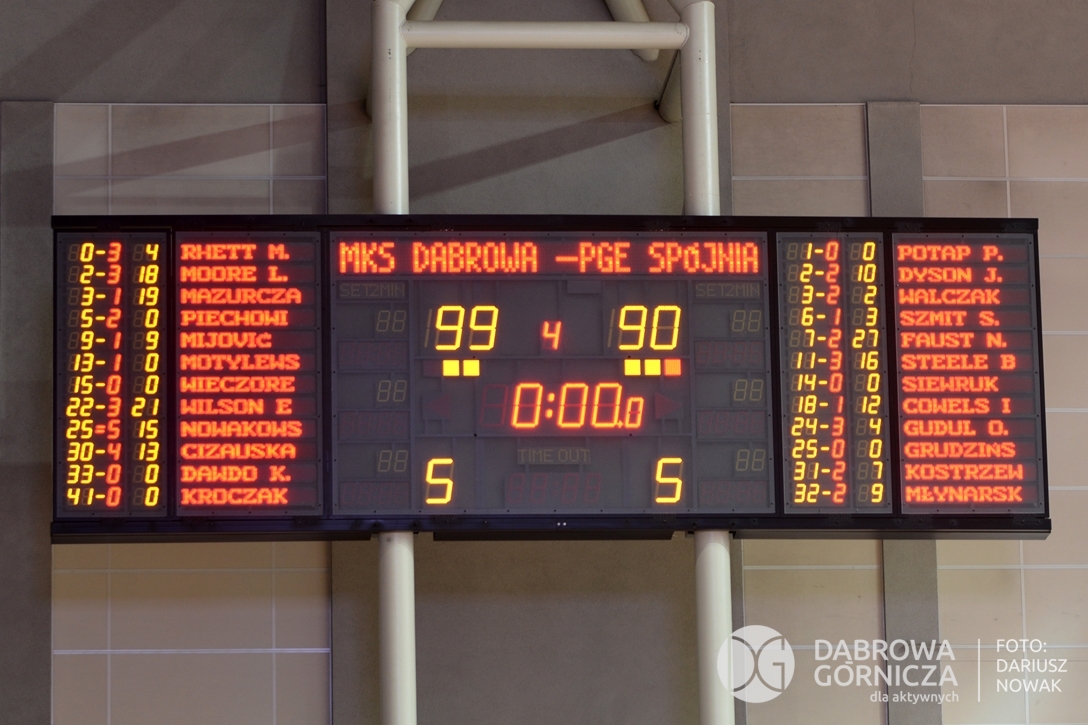 MKS DABROWA –PGE SPÓJNIA
SET2MIN SET2MIN
99 4 90
0:00.0
TIME OUT
5 5
0-3 4 RHETT M.
2-3 18 MOORE L.
3-1 19 MAZURCZA
5-2 0 PIECHOWI
9-1 9 MIJOVIĆ
13-1 0 MOTYLEWS
15-0 0 WIECZORE
22-3 21 WILSON E
25=5 15 NOWAKOWS
30-4 13 CIZAUSKA
33-0 0 DAWDO K.
41-0 0 KROCZAK
1-0 0 POTAP P.
2-2 10 DYSON J.
3-2 2 WALCZAK
6-1 3 SZMIT S.
7-2 27 FAUST N.
11-3 16 STEELE B
14-0 0 SIEWRUK
18-1 12 COWELS I
24-3 4 GUDUL O.
25-0 0 GRUDZIŃS
31-2 7 KOSTRZEW
32-2 9 MŁYNARSK
DG DĄBROWA
GÓRNICZA
dla aktywnych
FOTO:
DARIUSZ
NOWAK